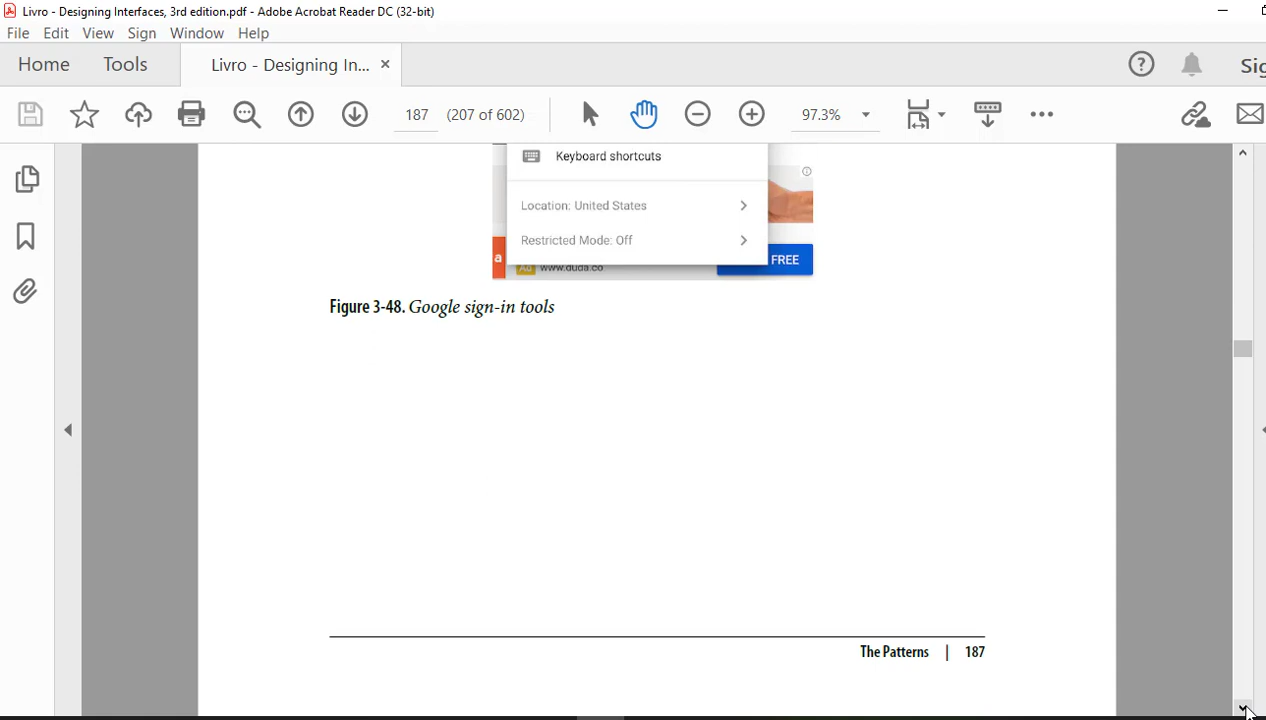 Livro - Designing Interfaces, 3rd edition.pdf - Adobe Acrobat Reader DC (32-bit)
File Edit View Sign Window Help
Home Tools Livro - Designing In... Sig
187 (207 of 602) 97.3%
Keyboard shortcuts
Location: United States
Restricted Mode: Off
a FREE
Ad www.duda.co
Figure 3-48. Google sign-in tools
The Patterns | 187